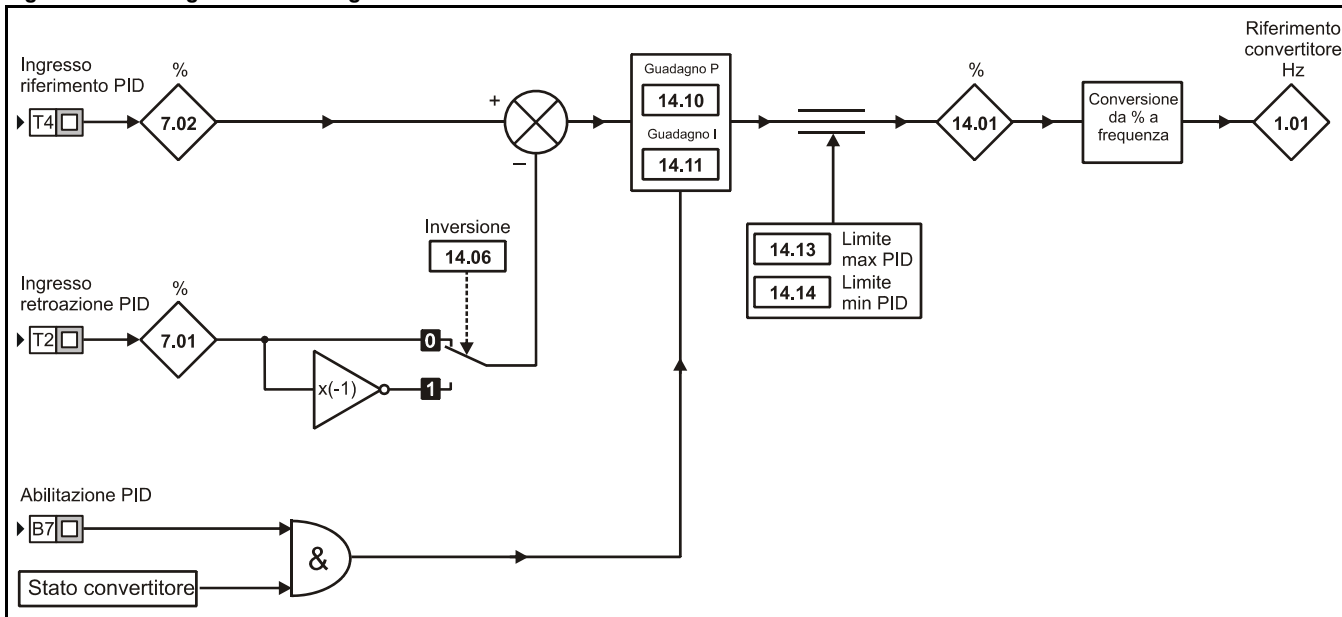 Ingresso
riferimento PID
T4
%
7.02
+
−
Guadagno P
14.10
Guadagno I
14.11
%
14.01
Conversione
da % a
frequenza
Riferimento
convertitore
Hz
1.01
Inversione
14.06
14.13
Limite
max PID
14.14
Limite
min PID
Ingresso
retroazione PID
T2
%
7.01
0
x(-1)
1
Abilitazione PID
B7
&
Stato convertitore